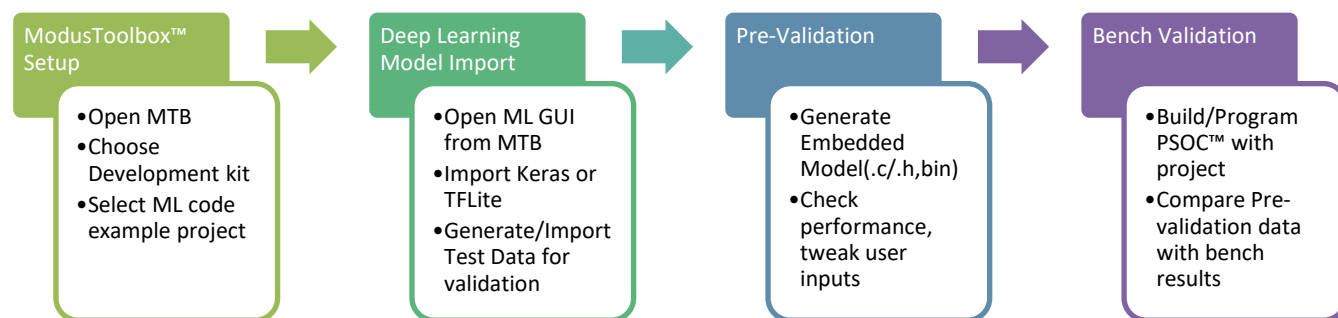 ModusToolbox™
Setup
•Open MTB
•Choose
Development kit
•Select ML code
example project
Deep Learning
Model Import
•Open ML GUI
from MTB
•Import Keras or
TFLite
•Generate/Import
Test Data for
validation
Pre-Validation
•Generate
Embedded
Model(.c/.h,bin)
•Check
performance,
tweak user
inputs
Bench Validation
•Build/Program
PSOC™ with
project
•Compare Pre-
validation data
with bench
results